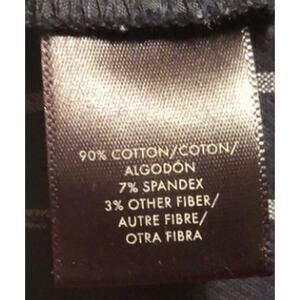 90% COTTON/COTON/
ALGODÓN
7% SPANDEX
3% OTHER FIBER/
AUTRE FIBRE/
OTRA FIBRA